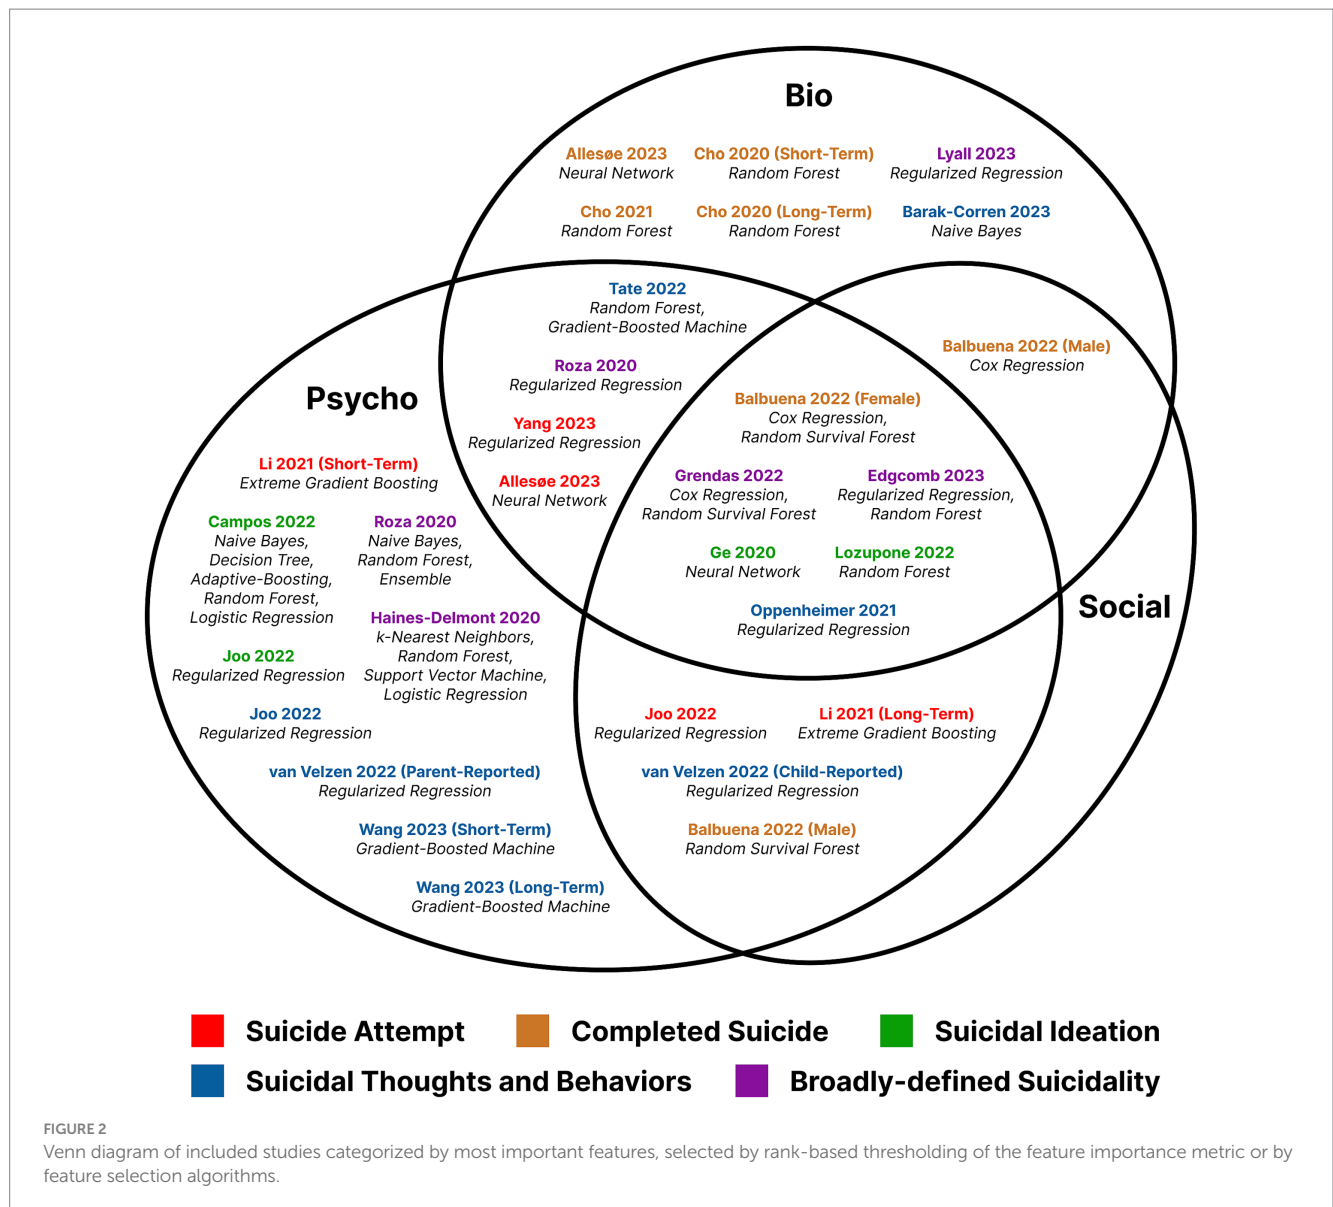 Bio
Allesøe 2023
Neural Network
Cho 2020 (Short-Term)
Random Forest
Lyall 2023
Regularized Regression
Cho 2021
Random Forest
Cho 2020 (Long-Term)
Random Forest
Barak-Corren 2023
Naive Bayes
Tate 2022
Random Forest,
Gradient-Boosted Machine
Roza 2020
Regularized Regression
Yang 2023
Regularized Regression
Allesøe 2023
Neural Network
Balbuena 2022 (Male)
Cox Regression
Balbuena 2022 (Female)
Cox Regression,
Random Survival Forest
Grendas 2022
Cox Regression,
Random Survival Forest
Edgcomb 2023
Regularized Regression,
Random Forest
Ge 2020
Neural Network
Lozupone 2022
Random Forest
Oppenheimer 2021
Regularized Regression
Social
Psycho
Li 2021 (Short-Term)
Extreme Gradient Boosting
Campos 2022
Naive Bayes,
Decision Tree,
Adaptive-Boosting,
Random Forest,
Logistic Regression
Roza 2020
Naive Bayes,
Random Forest,
Ensemble
Haines-Delmont 2020
k-Nearest Neighbors,
Random Forest,
Support Vector Machine,
Logistic Regression
Joo 2022
Regularized Regression
Joo 2022
Regularized Regression
van Velzen 2022 (Parent-Reported)
Regularized Regression
Wang 2023 (Short-Term)
Gradient-Boosted Machine
Wang 2023 (Long-Term)
Gradient-Boosted Machine
Joo 2022
Regularized Regression
Li 2021 (Long-Term)
Extreme Gradient Boosting
van Velzen 2022 (Child-Reported)
Regularized Regression
Balbuena 2022 (Male)
Random Survival Forest
Suicide Attempt
Completed Suicide
Suicidal Ideation
Suicidal Thoughts and Behaviors
Broadly-defined Suicidality
FIGURE 2
Venn diagram of included studies categorized by most important features, selected by rank-based thresholding of the feature importance metric or by
feature selection algorithms.